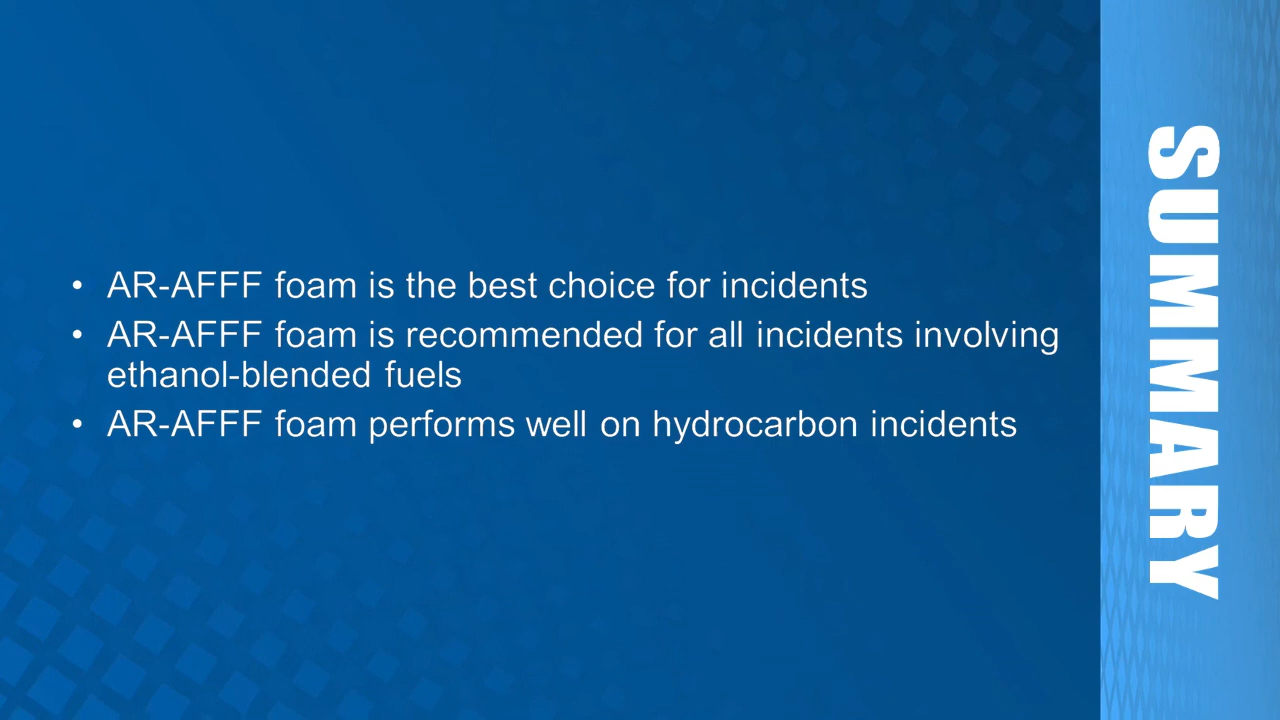 • AR-AFFF foam is the best choice for incidents
• AR-AFFF foam is recommended for all incidents involving
ethanol-blended fuels
• AR-AFFF foam performs well on hydrocarbon incidents
SUMMARY